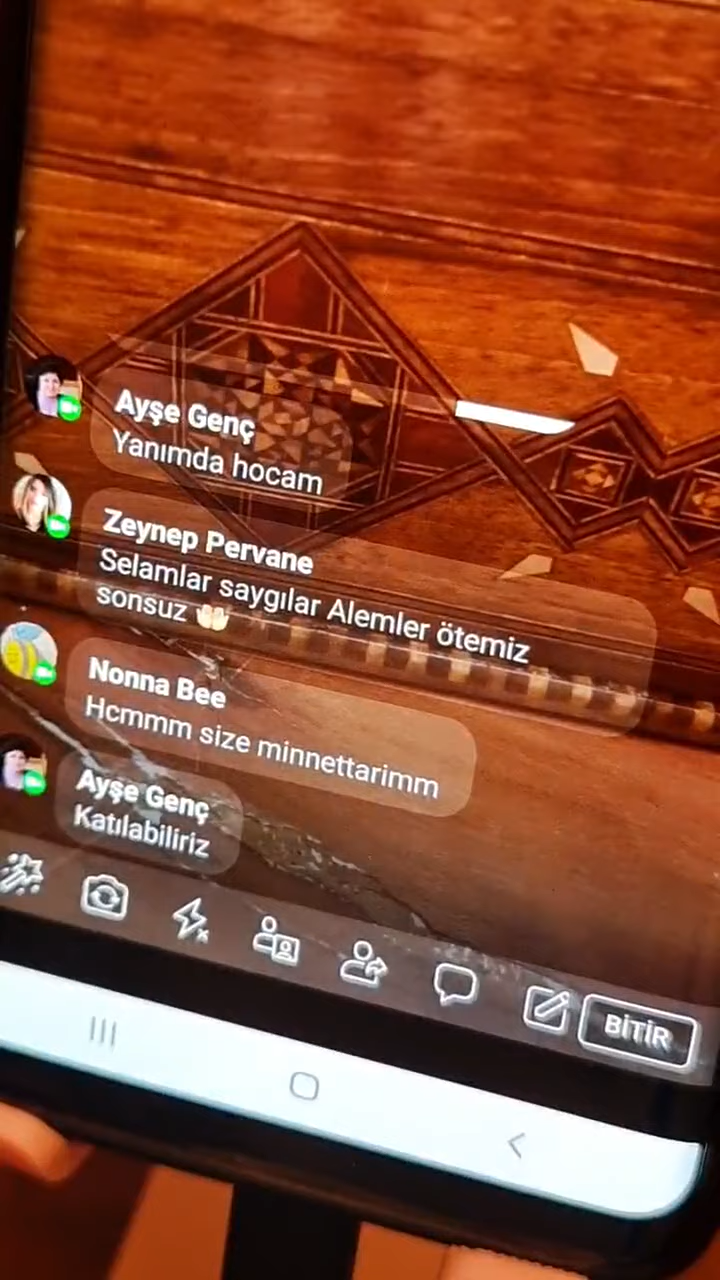 Ayşe Genç
Yanımda hocam
Zeynep Pervane
Selamlar saygılar Alemler ötemiz
sonsuz 🤲🏻
Nonna Bee
Hcmmm size minnettarimm
Ayşe Genç
Katılabiliriz
BİTİR